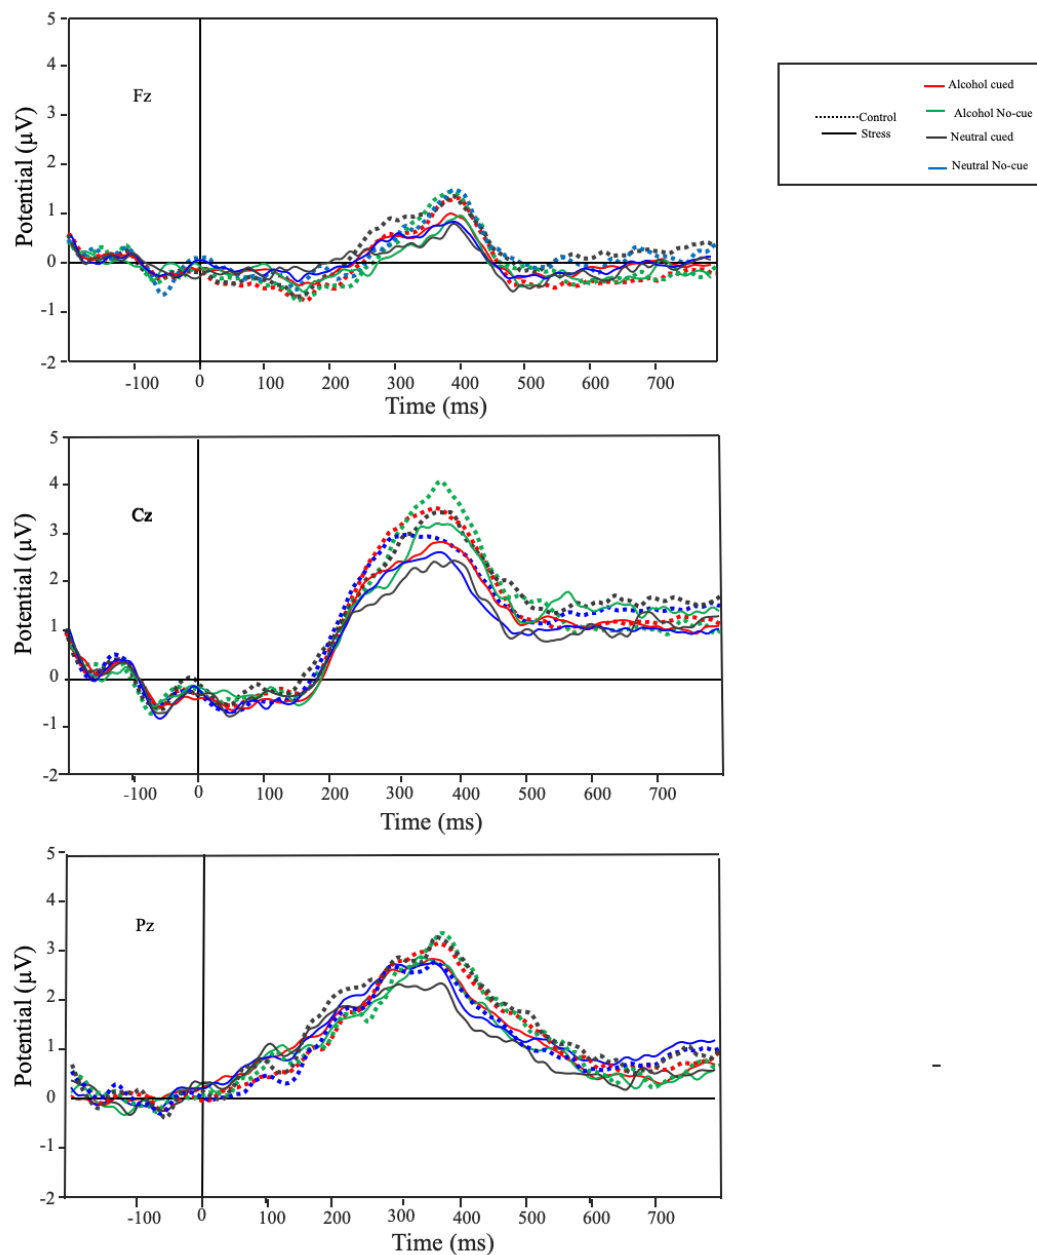 5
4
3
2
1
0
-1
-2
Potential (µV)
Fz
-100 0 100 200 300 400 500 600 700
Time (ms)
Control
Stress
Alcohol cued
Alcohol No-cue
Neutral cued
Neutral No-cue
5
4
3
2
1
0
-1
-2
Potential (µV)
Cz
-100 0 100 200 300 400 500 600 700
Time (ms)
5
4
3
2
1
0
-1
-2
Potential (µV)
Pz
-100 0 100 200 300 400 500 600 700
Time (ms)